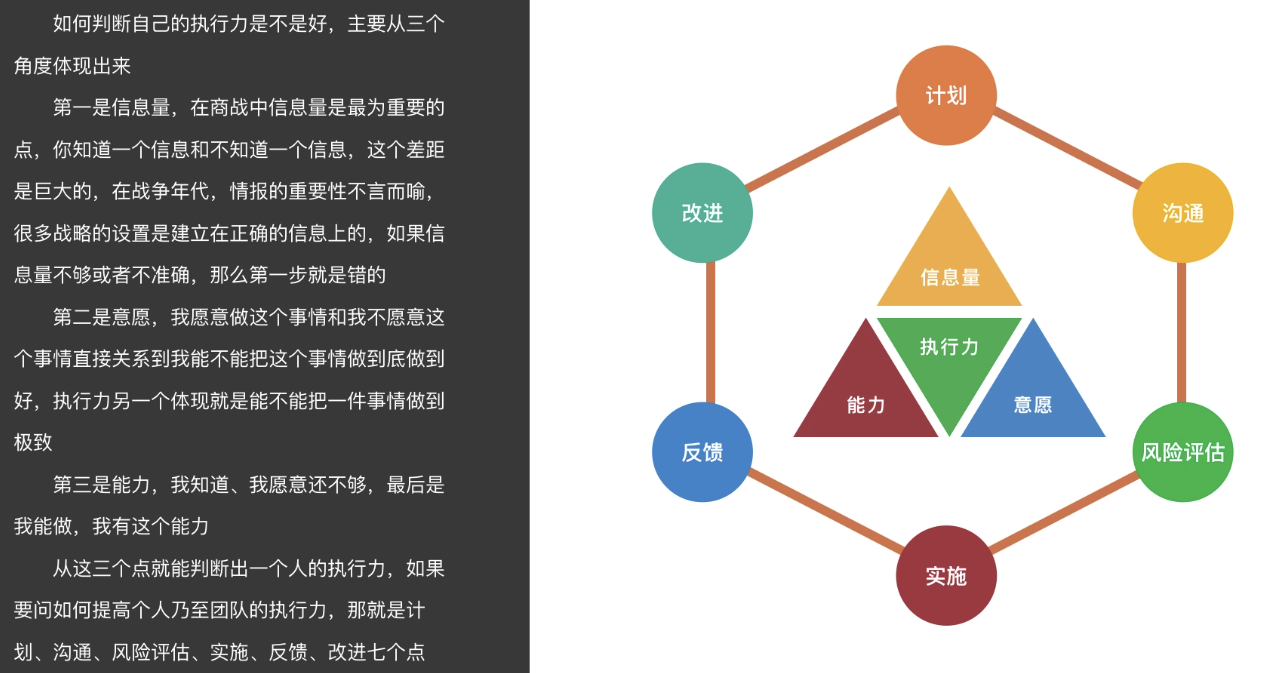 如何判断自己的执行力是不是好，主要从三个
角度体现出来
第一是信息量，在商战中信息量是最为重要的
点，你知道一个信息和不知道一个信息，这个差距
是巨大的，在战争年代，情报的重要性不言而喻，
很多战略的设置是建立在正确的信息上的，如果信
息量不够或者不准确，那么第一步就是错的
第二是意愿，我愿意做这个事情和我不愿意这
个事情直接关系到我能不能把这个事情做到底做到
好，执行力另一个体现就是能不能把一件事情做到
极致
第三是能力，我知道、我愿意还不够，最后是
我能做，我有这个能力
从这三个点就能判断出一个人的执行力，如果
要问如何提高个人乃至团队的执行力，那就是计
划、沟通、风险评估、实施、反馈、改进七个点
计划
改进
沟通
信息量
执行力
能力
意愿
反馈
风险评估
实施